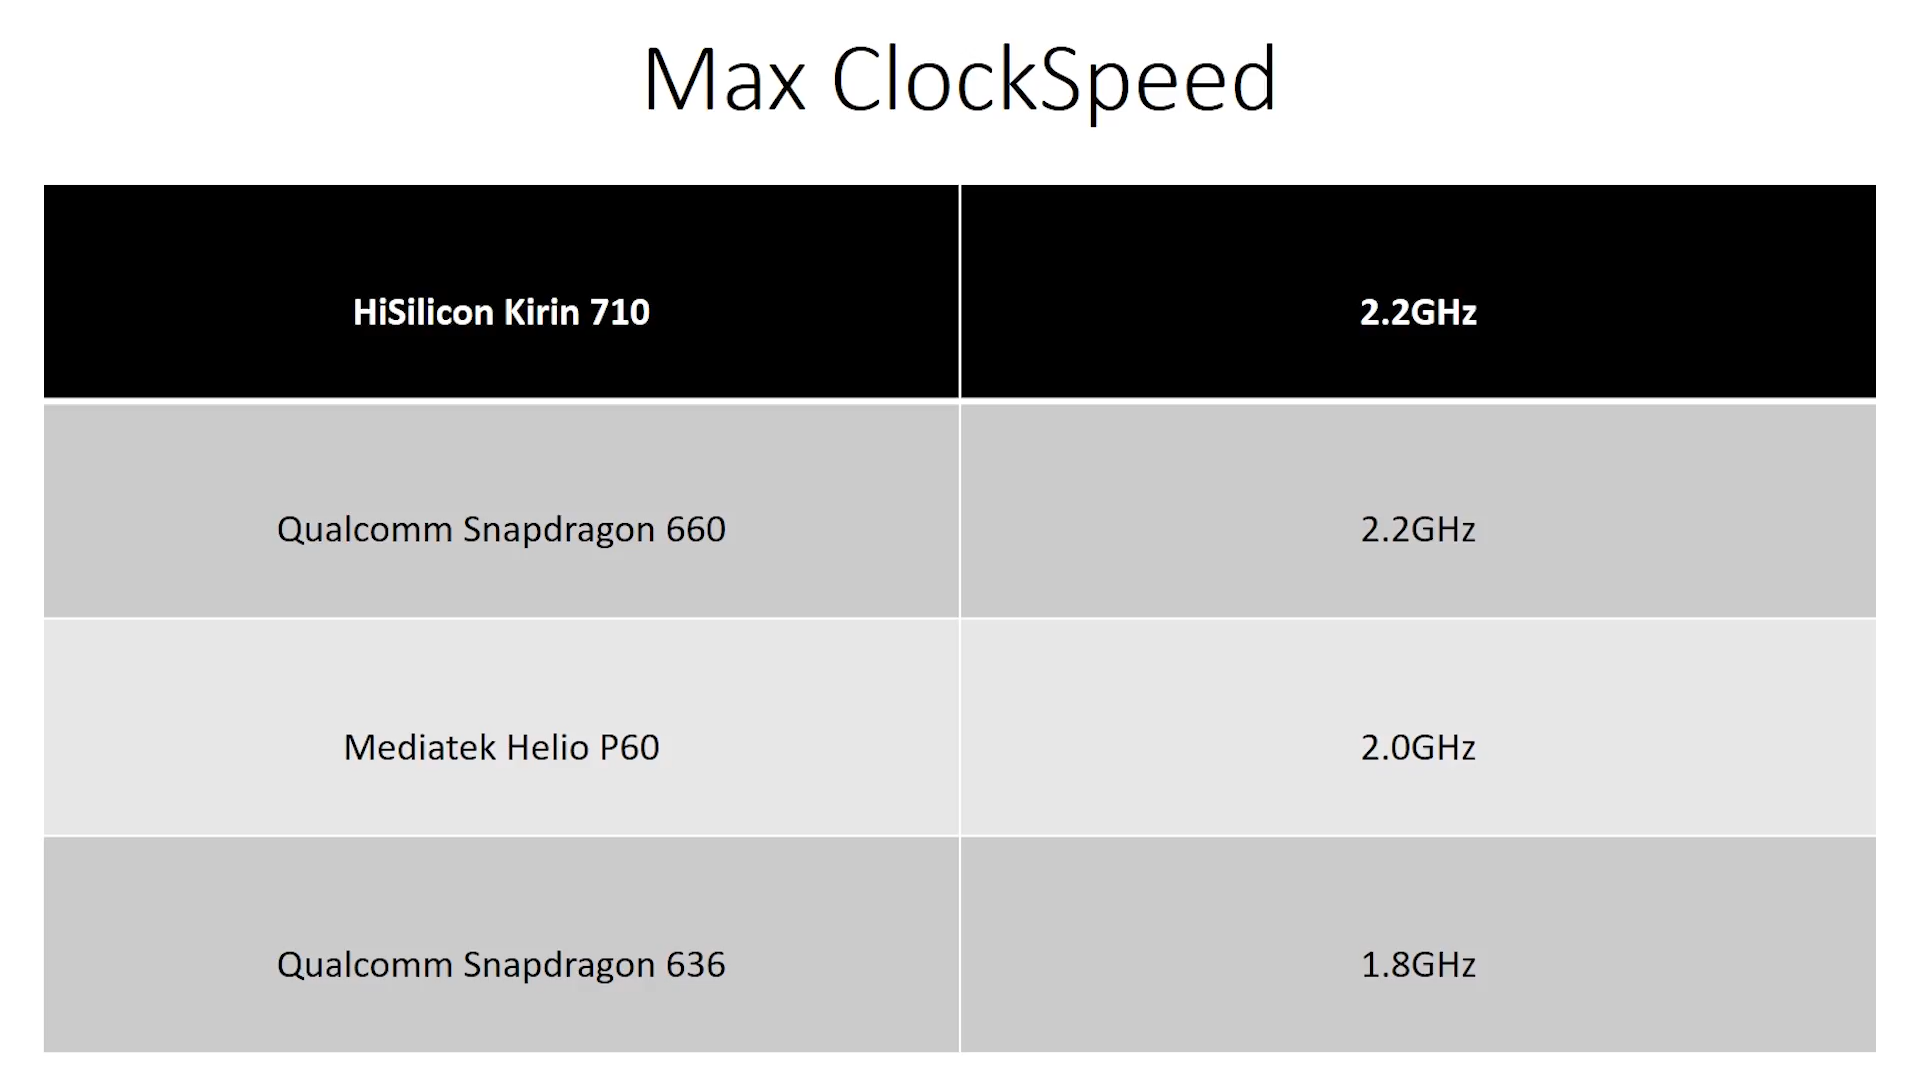 Max ClockSpeed
HiSilicon Kirin 710 2.2GHz
Qualcomm Snapdragon 660 2.2GHz
Mediatek Helio P60 2.0GHz
Qualcomm Snapdragon 636 1.8GHz